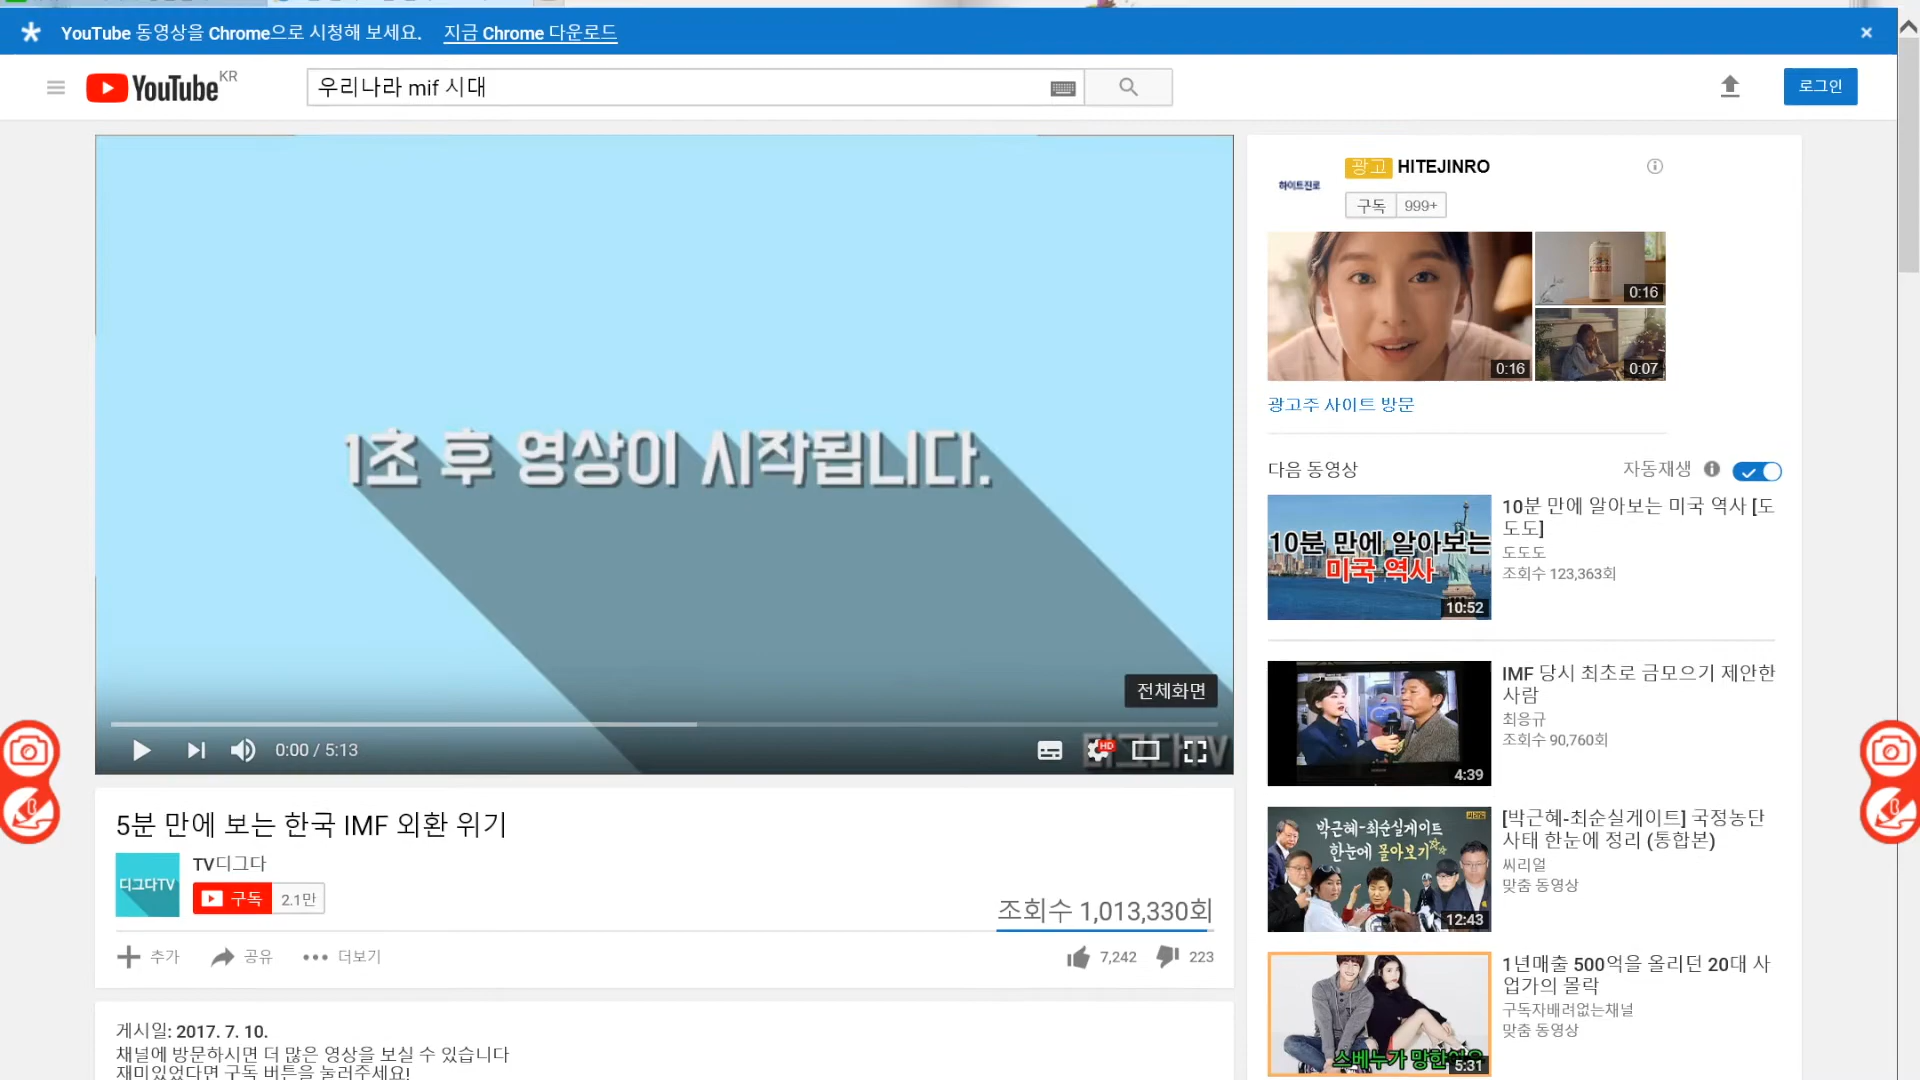 YouTube 동영상을 Chrome으로 시청해 보세요. 지금 Chrome 다운로드
YouTube KR
우리나라 mif 시대
로그인
1초 후 영상이 시작됩니다.
전체화면
0:00 / 5:13
HD
디그다TV
5분 만에 보는 한국 IMF 외환 위기
디그다TV
TV디그다
구독 2.1만
조회수 1,013,330회
추가 공유 더보기
7,242 223
게시일: 2017. 7. 10.
채널에 방문하시면 더 많은 영상을 보실 수 있습니다
재미있었다면 구독 버튼을 눌러주세요!
하이트진로
광고 HITEJINRO
구독 999+
0:16
0:16
0:07
광고주 사이트 방문
다음 동영상 자동재생
10분 만에 알아보는
미국 역사
10:52
10분 만에 알아보는 미국 역사 [도
도도]
도도도
조회수 123,363회
4:39
IMF 당시 최초로 금모으기 제안한
사람
최응규
조회수 90,760회
박근혜-최순실게이트
한눈에 몰아보기
12:43
[박근혜-최순실게이트] 국정농단
사태 한눈에 정리 (통합본)
씨리얼
맞춤 동영상
스베누가 망한이유
5:31
1년매출 500억을 올리던 20대 사
업가의 몰락
구독자배려없는채널
맞춤 동영상